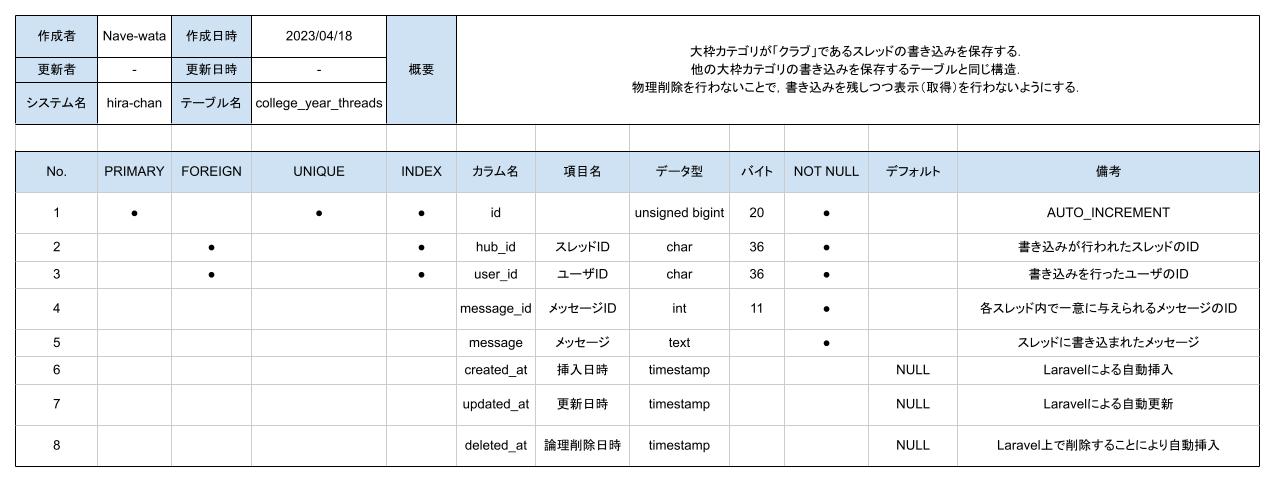 作成者 Nave-wata 作成日時 2023/04/18 概要
大枠カテゴリが「クラブ」であるスレッドの書き込みを保存する.
他の大枠カテゴリの書き込みを保存するテーブルと同じ構造.
物理削除を行わないことで, 書き込みを残しつつ表示（取得）を行わないようにする.
更新者 - 更新日時 -
システム名 hira-chan テーブル名 college_year_threads
No. PRIMARY FOREIGN UNIQUE INDEX カラム名 項目名 データ型 バイト NOT NULL デフォルト 備考
1 ● ● ● id unsigned bigint 20 ● AUTO_INCREMENT
2 ● ● hub_id スレッドID char 36 ● 書き込みが行われたスレッドのID
3 ● ● user_id ユーザID char 36 ● 書き込みを行ったユーザのID
4 message_id メッセージID int 11 ● 各スレッド内で一意に与えられるメッセージのID
5 message メッセージ text ● スレッドに書き込まれたメッセージ
6 created_at 挿入日時 timestamp NULL Laravelによる自動挿入
7 updated_at 更新日時 timestamp NULL Laravelによる自動更新
8 deleted_at 論理削除日時 timestamp NULL Laravel上で削除することにより自動挿入